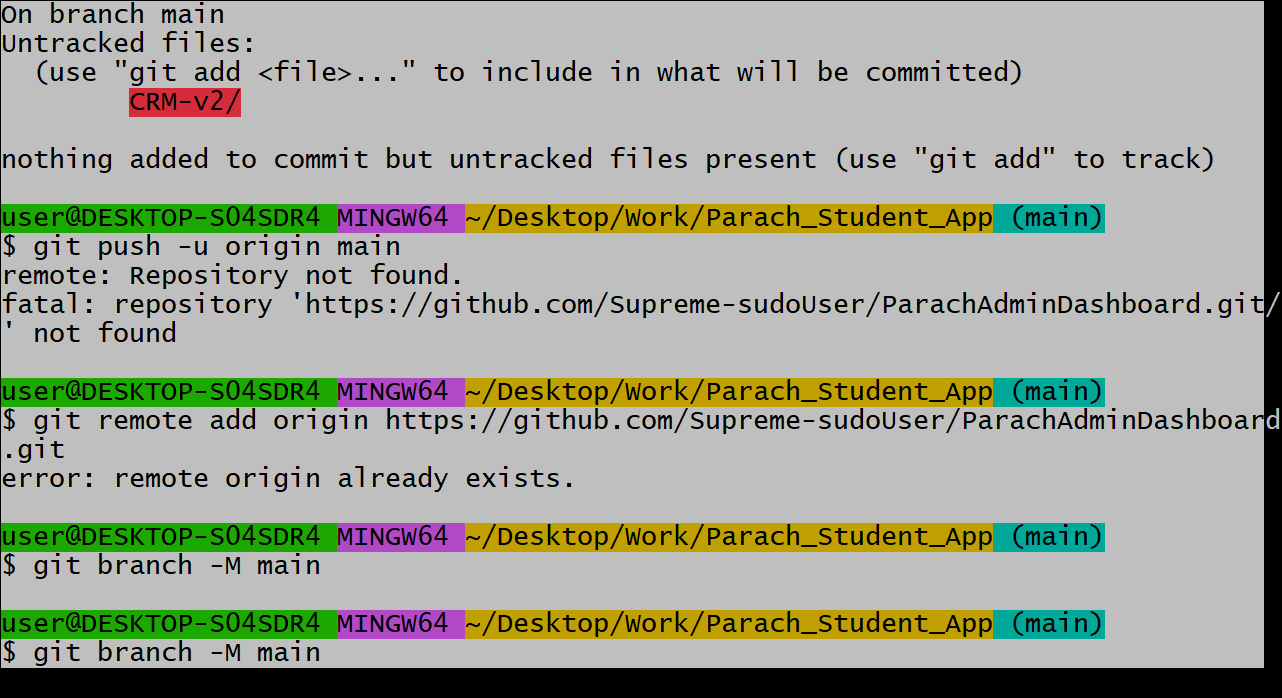 On branch main
Untracked files:
  (use "git add <file>..." to include in what will be committed)
        CRM-v2/
nothing added to commit but untracked files present (use "git add" to track)
user@DESKTOP-S04SDR4 MINGW64 ~/Desktop/Work/Parach_Student_App (main)
$ git push -u origin main
remote: Repository not found.
fatal: repository 'https://github.com/Supreme-sudoUser/ParachAdminDashboard.git/
' not found
user@DESKTOP-S04SDR4 MINGW64 ~/Desktop/Work/Parach_Student_App (main)
$ git remote add origin https://github.com/Supreme-sudoUser/ParachAdminDashboard
.git
error: remote origin already exists.
user@DESKTOP-S04SDR4 MINGW64 ~/Desktop/Work/Parach_Student_App (main)
$ git branch -M main
user@DESKTOP-S04SDR4 MINGW64 ~/Desktop/Work/Parach_Student_App (main)
$ git branch -M main